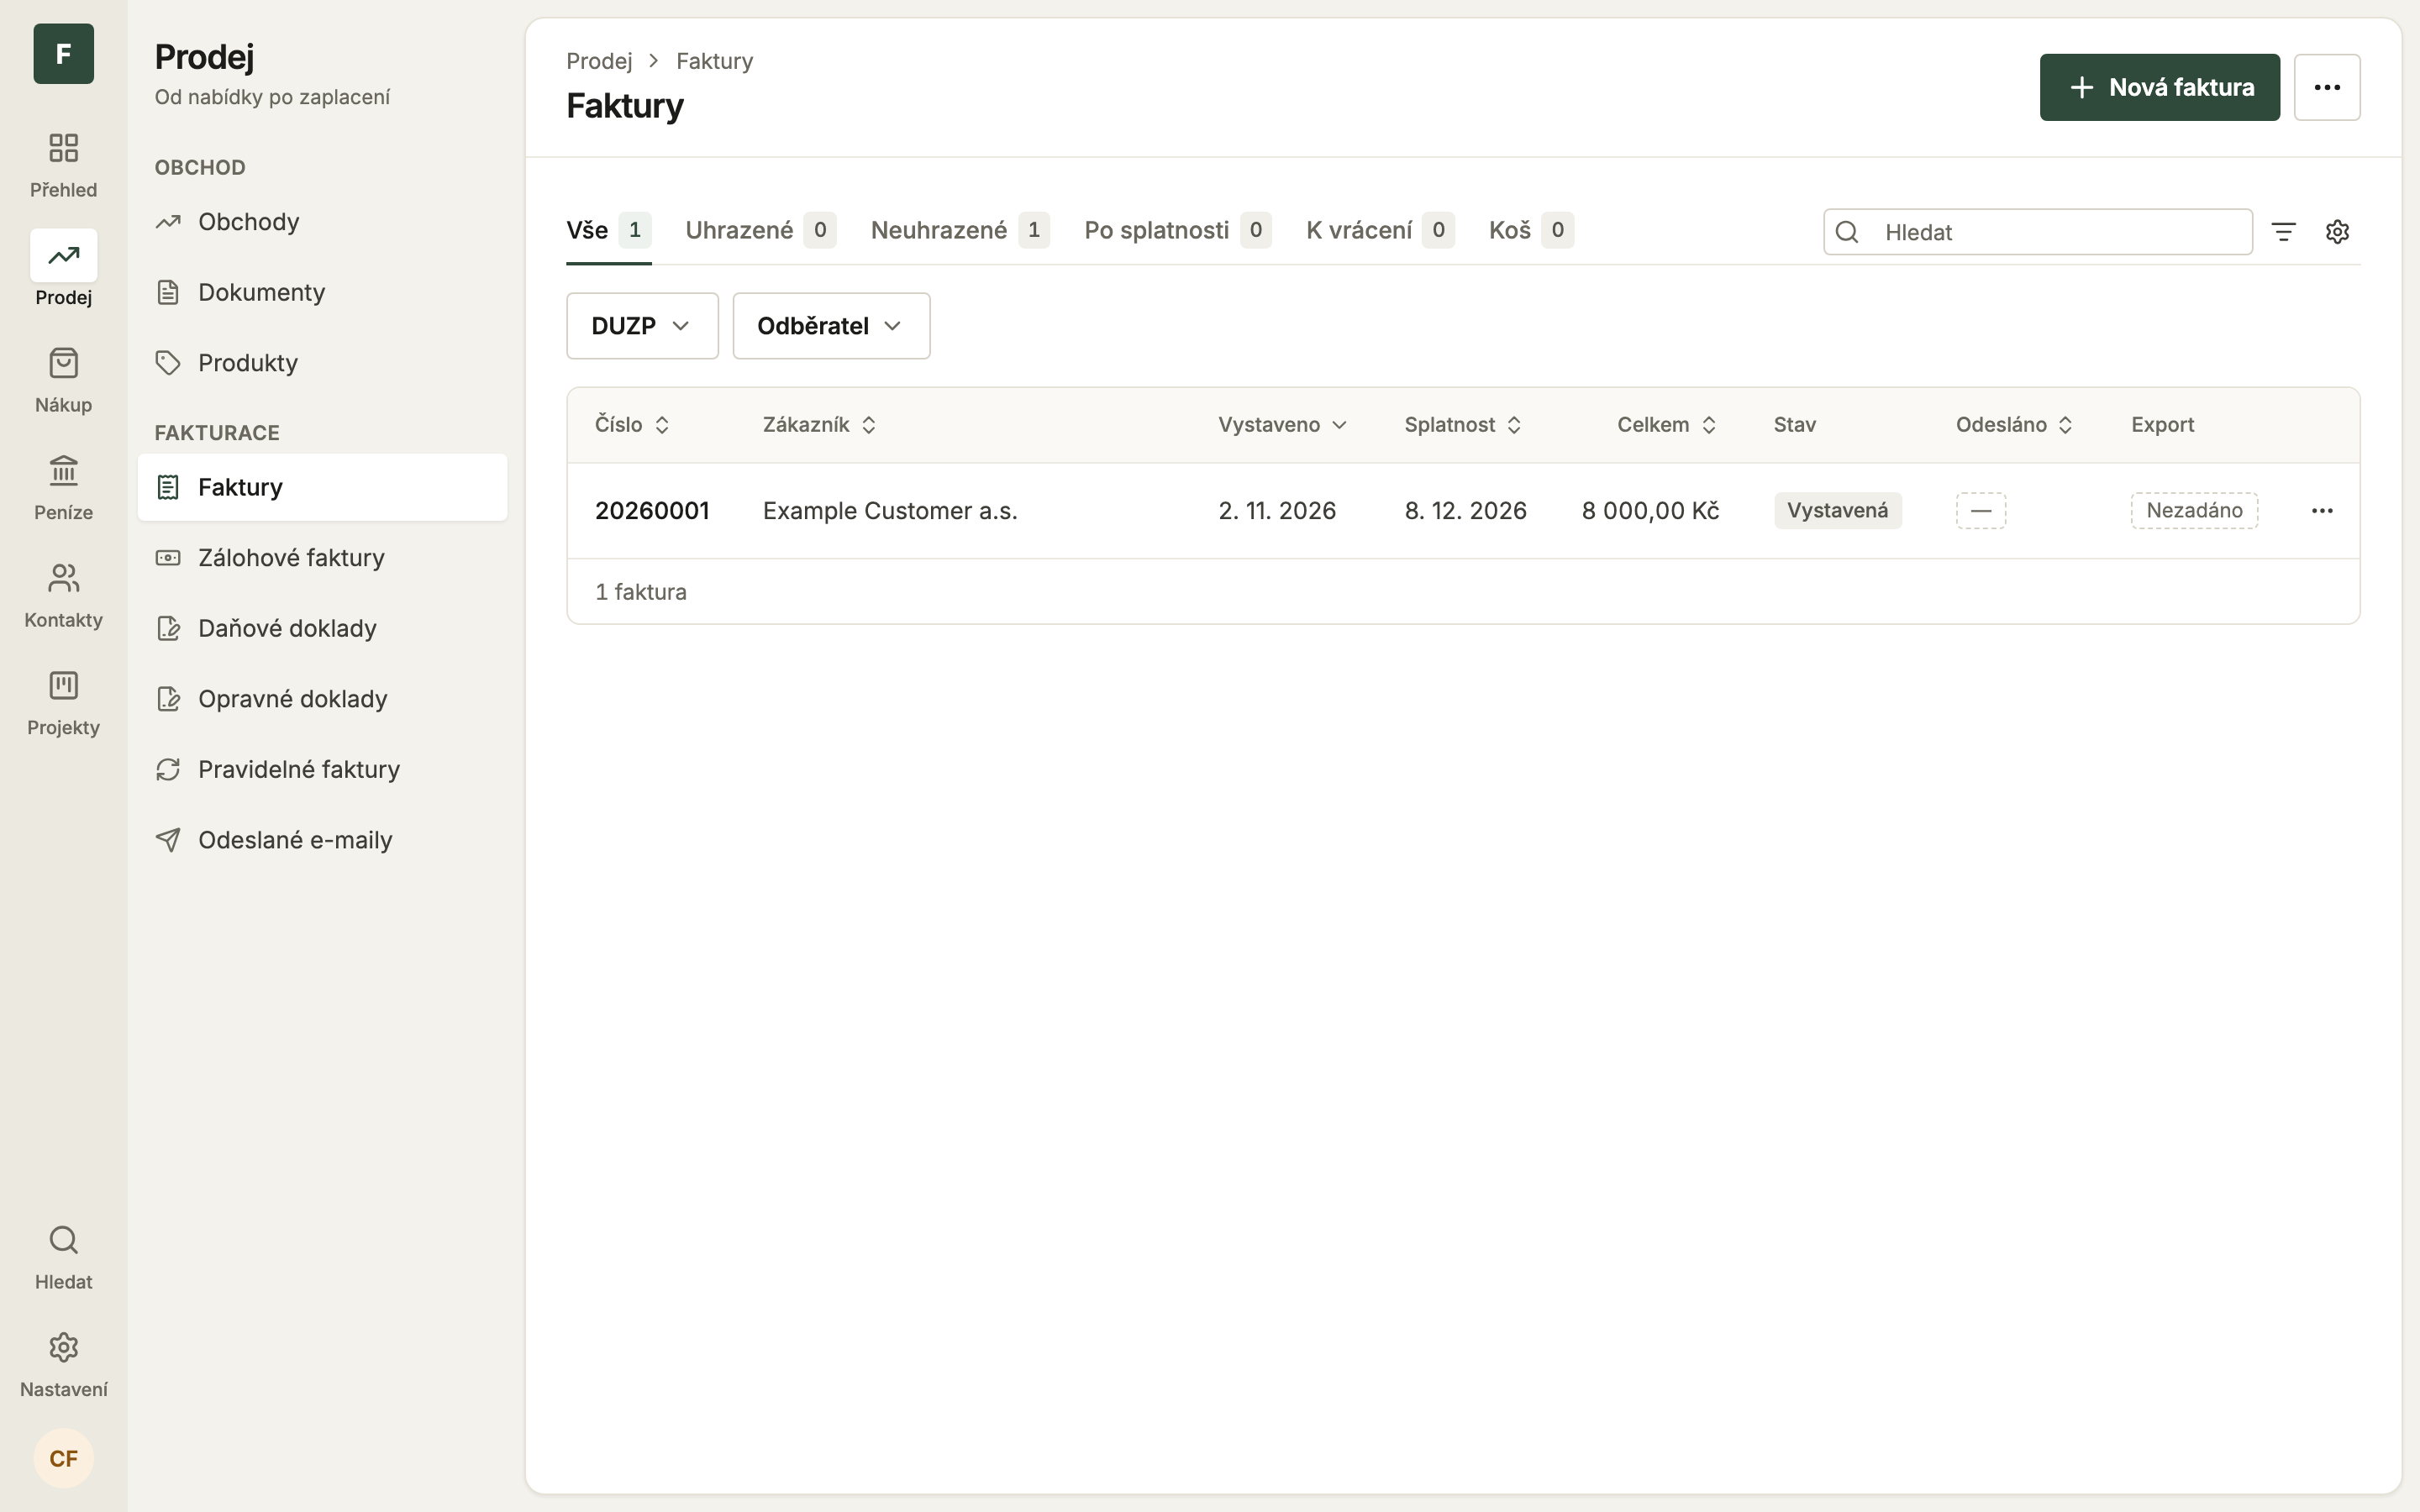 F
Přehled
Prodej
Nákup
Peníze
Kontakty
Projekty
Hledat
Nastavení
CF
Prodej
Od nabídky po zaplacení
OBCHOD
Obchody
Dokumenty
Produkty
FAKTURACE
Faktury
Zálohové faktury
Daňové doklady
Opravné doklady
Pravidelné faktury
Odeslané e-maily
Prodej > Faktury
Faktury
+ Nová faktura
Vše 1 Uhrazené 0 Neuhrazené 1 Po splatnosti 0 K vrácení 0 Koš 0
Hledat
DUZP Odběratel
Číslo Zákazník Vystaveno Splatnost Celkem Stav Odesláno Export
20260001 Example Customer a.s. 2. 11. 2026 8. 12. 2026 8 000,00 Kč Vystavená — Nezadáno
1 faktura